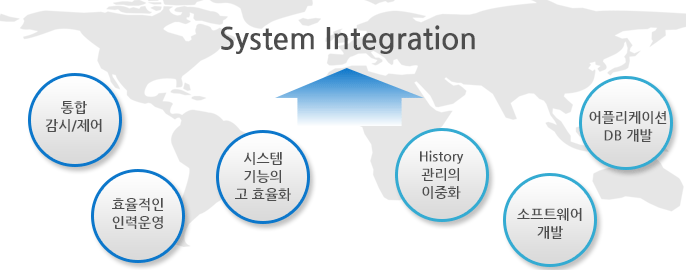 System Integration
통합
감시/제어
효율적인
인력운영
시스템
기능의
고 효율화
History
관리의
이중화
소프트웨어
개발
어플리케이션
DB 개발